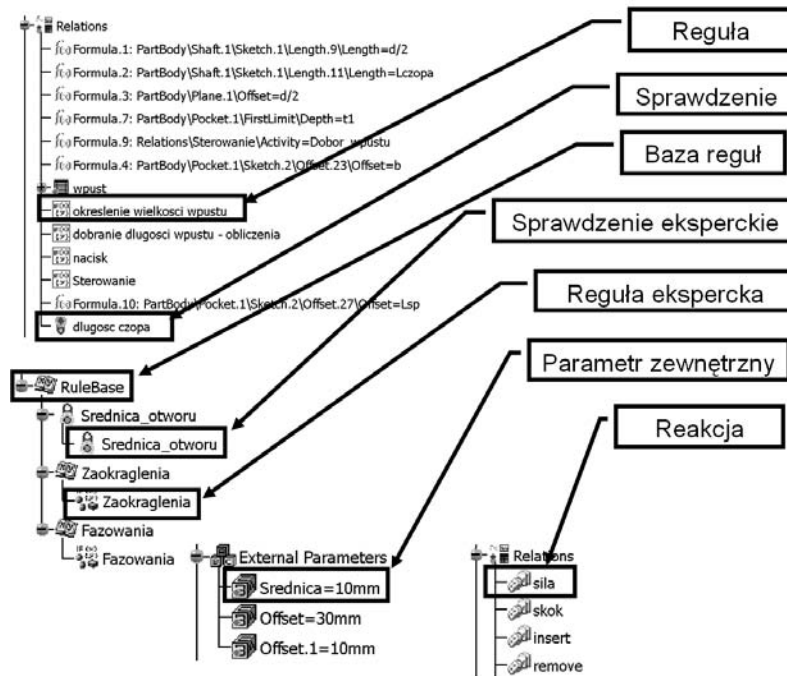 Relations
Formula.1: PartBody\Shaft.1\Sketch.1\Length.9\Length=d/2
Formula.2: PartBody\Shaft.1\Sketch.1\Length.11\Length=Lczopa
Formula.3: PartBody\Plane.1\Offset=d/2
Formula.7: PartBody\Pocket.1\FirstLimit\Depth=t1
Formula.9: Relations\Sterowanie\Activity=Dobor_wpustu
Formula.4: PartBody\Pocket.1\Sketch.2\Offset.23\Offset=b
wpust
okreslenie wielkosci wpustu
dobranie dlugosci wpustu - obliczenia
nacisk
Sterowanie
Formula.10: PartBody\Pocket.1\Sketch.2\Offset.27\Offset=Lsp
dlugosc czopa
Reguła
Sprawdzenie
Baza reguł
Sprawdzenie eksperckie
Reguła ekspercka
Parametr zewnętrzny
Reakcja
RuleBase
Srednica_otworu
Srednica_otworu
Zaokraglenia
Zaokraglenia
Fazowania
Fazowania
External Parameters
Srednica=10mm
Offset=30mm
Offset.1=10mm
Relations
sila
skok
insert
remove